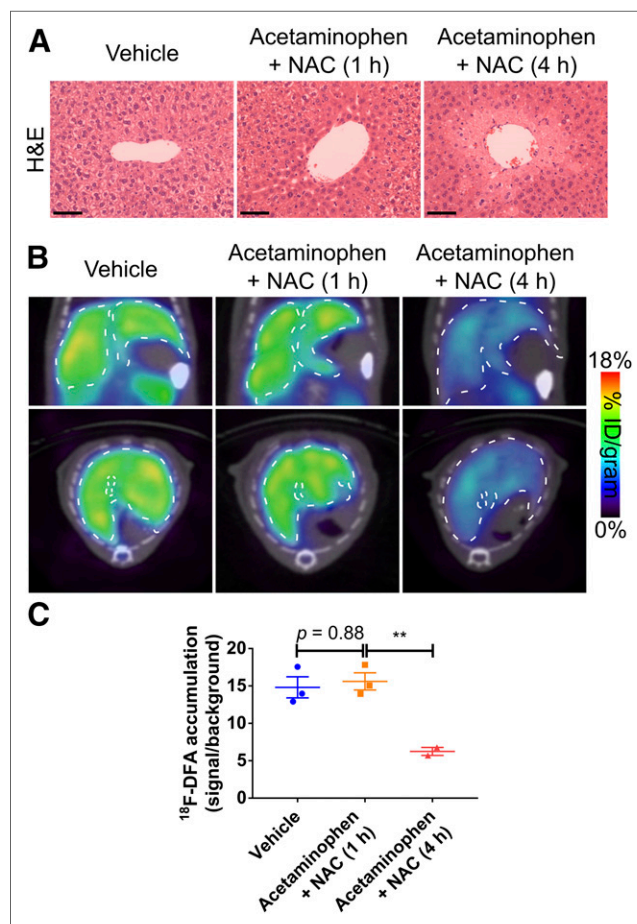 A
Vehicle
Acetaminophen
+ NAC (1 h)
Acetaminophen
+ NAC (4 h)
H&E
B
Vehicle
Acetaminophen
+ NAC (1 h)
Acetaminophen
+ NAC (4 h)
18%
% ID/gram
0%
C
p = 0.88
**
¹⁸F-DFA accumulation
(signal/background)
20
15
10
5
0
Vehicle
Acetaminophen
+ NAC (1 h)
Acetaminophen
+ NAC (4 h)